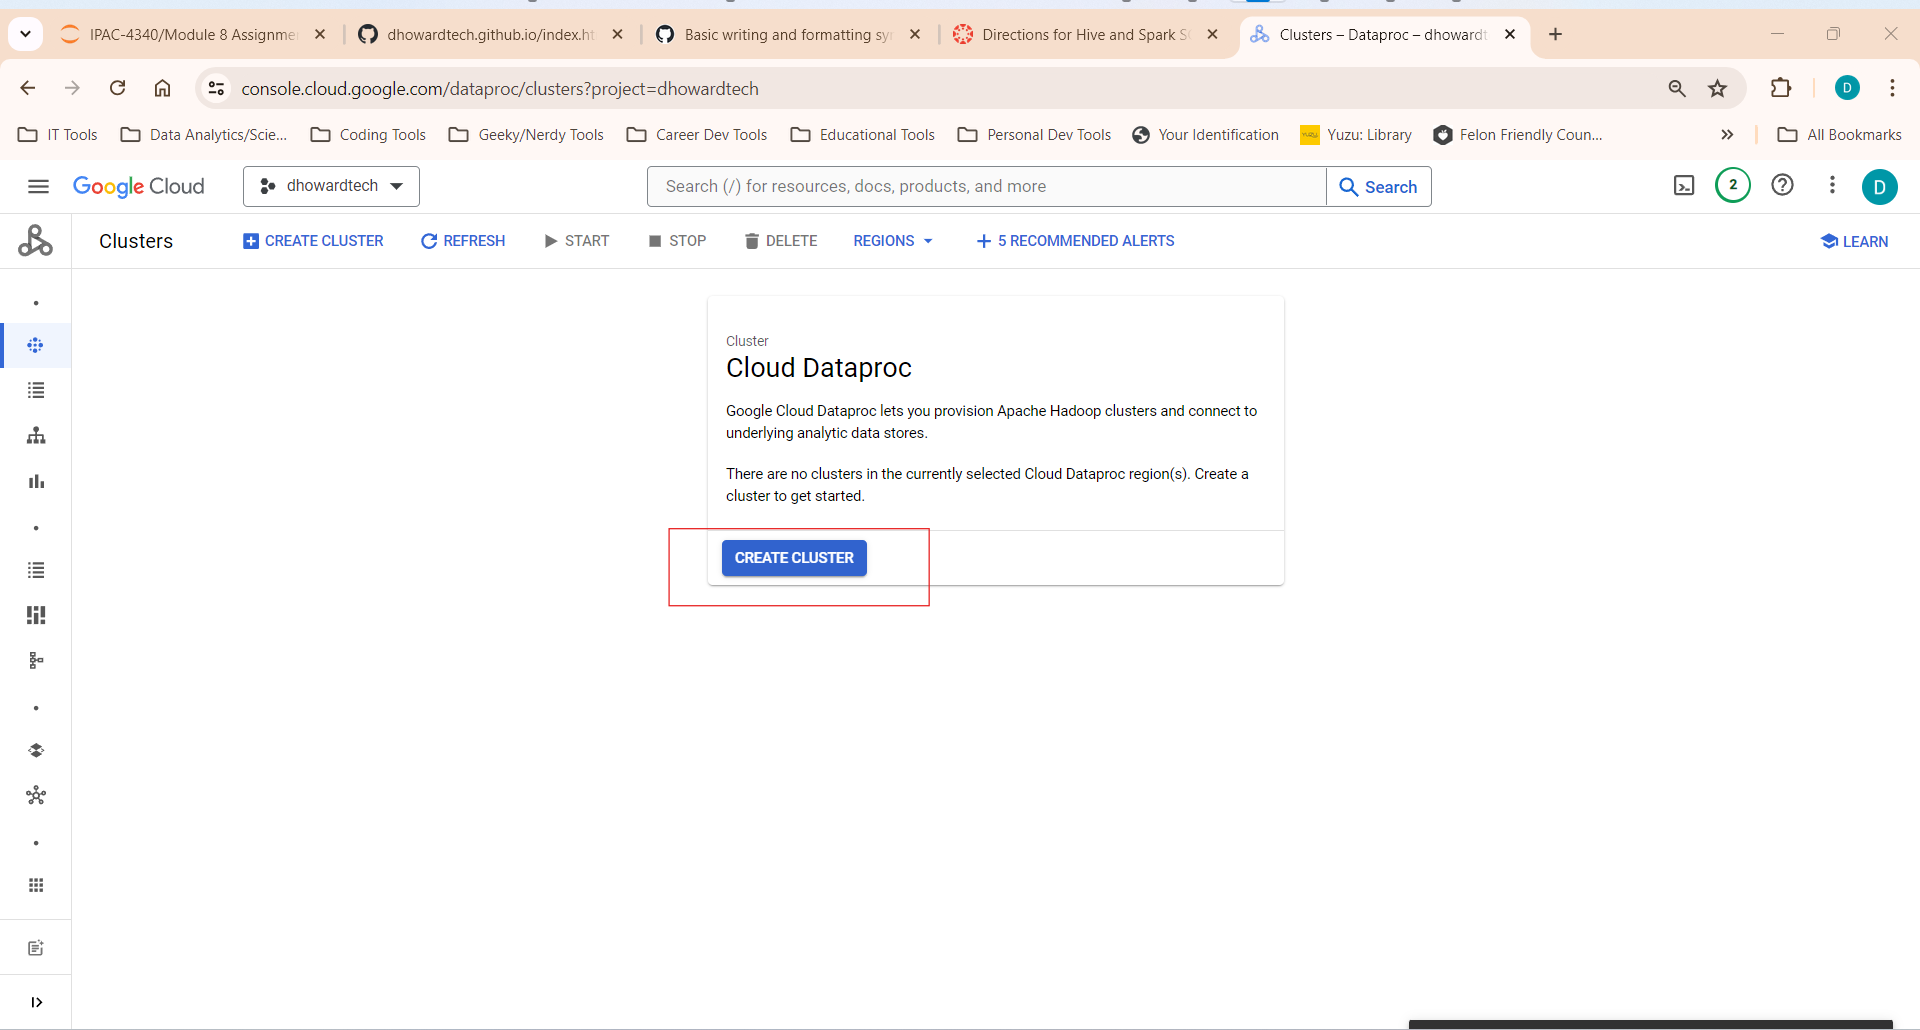 IPAC-4340/Module 8 Assignme
dhowardtech.github.io/index.ht
Basic writing and formatting sy
Directions for Hive and Spark S
Clusters – Dataproc – dhowardt
console.cloud.google.com/dataproc/clusters?project=dhowardtech
D
IT Tools
Data Analytics/Scie...
Coding Tools
Geeky/Nerdy Tools
Career Dev Tools
Educational Tools
Personal Dev Tools
Your Identification
YUZU
Yuzu: Library
Felon Friendly Coun...
All Bookmarks
Google Cloud
dhowardtech
Search (/) for resources, docs, products, and more
Search
2
D
Clusters
CREATE CLUSTER
REFRESH
START
STOP
DELETE
REGIONS
5 RECOMMENDED ALERTS
LEARN
Cluster
Cloud Dataproc
Google Cloud Dataproc lets you provision Apache Hadoop clusters and connect to
underlying analytic data stores.
There are no clusters in the currently selected Cloud Dataproc region(s). Create a
cluster to get started.
CREATE CLUSTER